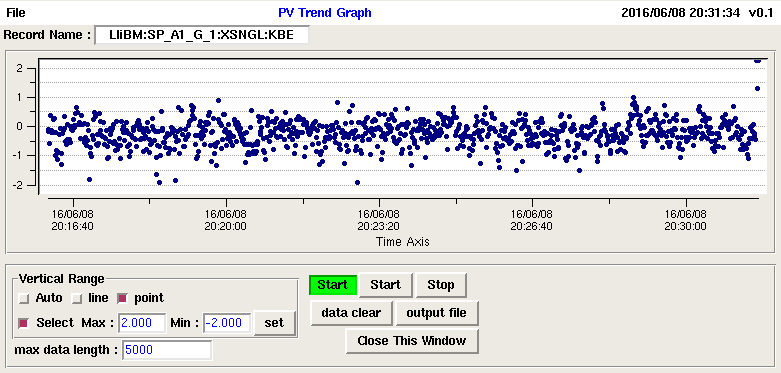 File PV Trend Graph 2016/06/08 20:31:34 v0.1
Record Name : LIiBM:SP_A1_G_1:XSNGL:KBE
2
1
0
-1
-2
16/06/08 16/06/08 16/06/08 16/06/08 16/06/08
20:16:40 20:20:00 20:23:20 20:26:40 20:30:00
Time Axis
Vertical Range
Auto line point
Select Max : 2.000 Min : -2.000 set
max data length : 5000
Start Start Stop
data clear output file
Close This Window